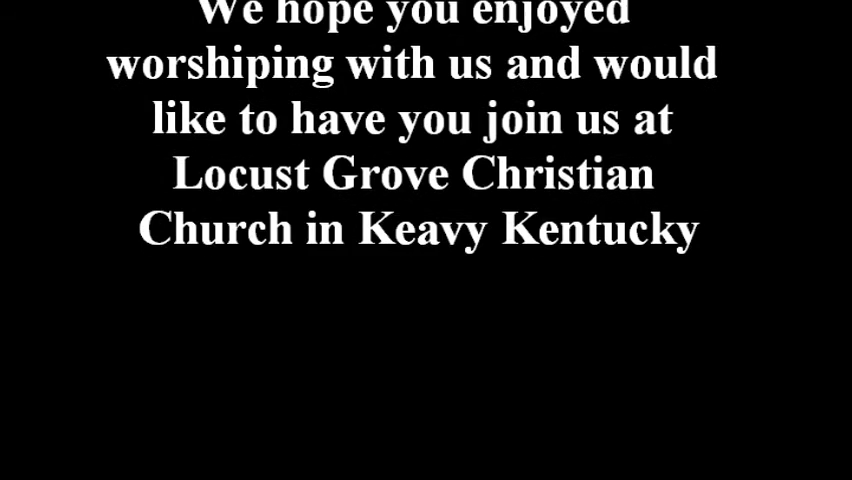 We hope you enjoyed
worshiping with us and would
like to have you join us at
Locust Grove Christian
Church in Keavy Kentucky